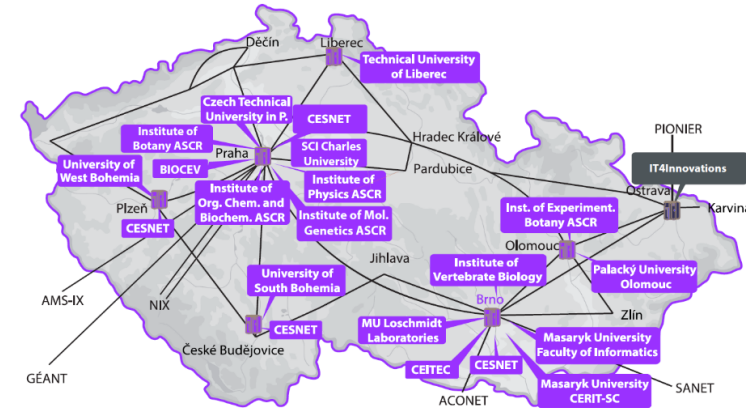 Děčín
Liberec
Technical University
of Liberec
Czech Technical
University in P.
CESNET
PIONIER
Institute of
Botany ASCR
Hradec Králové
SCI Charles
University
Praha
IT4Innovations
University of
West Bohemia
BIOCEV
Pardubice
Institute of
Physics ASCR
Ostrava
Institute of
Org. Chem. and
Biochem. ASCR
Karvina
Plzeň
Institute of Mol.
Genetics ASCR
Inst. of Experiment.
Botany ASCR
CESNET
Olomouc
Jihlava
Institute of
Vertebrate Biology
University of
South Bohemia
Palacký University
Olomouc
AMS-IX
NIX
Brno
Zlín
CESNET
MU Loschmidt
Laboratories
České Budějovice
Masaryk University
Faculty of Informatics
CEITEC
CESNET
GÉANT
Masaryk University
CERIT-SC
SANET
ACONET